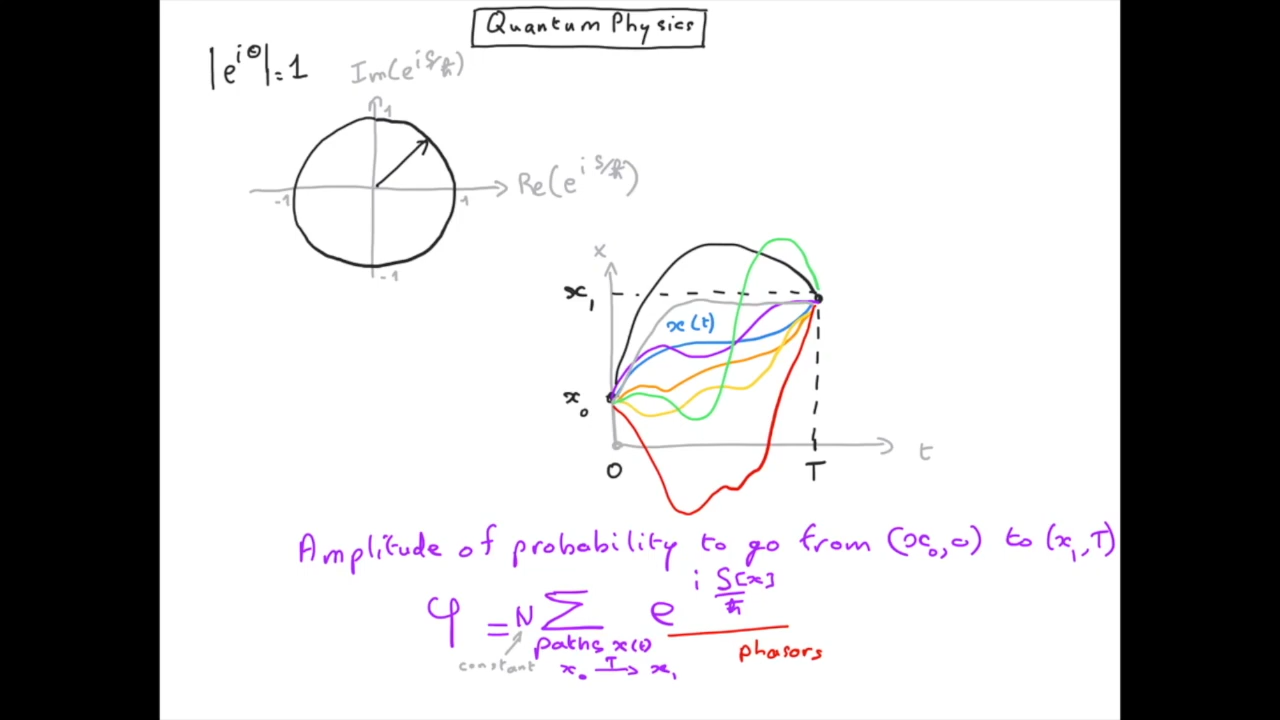 Quantum Physics
|e^{iθ}|=1
Im(e^{iS/ħ})
1
-1
1
Re(e^{iS/ħ})
-1
x
x₁
x(t)
x₀
t
0
T
Amplitude of probability to go from (x₀,0) to (x₁,T)
φ = N Σ e^{i S[x]/ħ}
paths x(t)
phasors
constant
x₀ T→ x₁